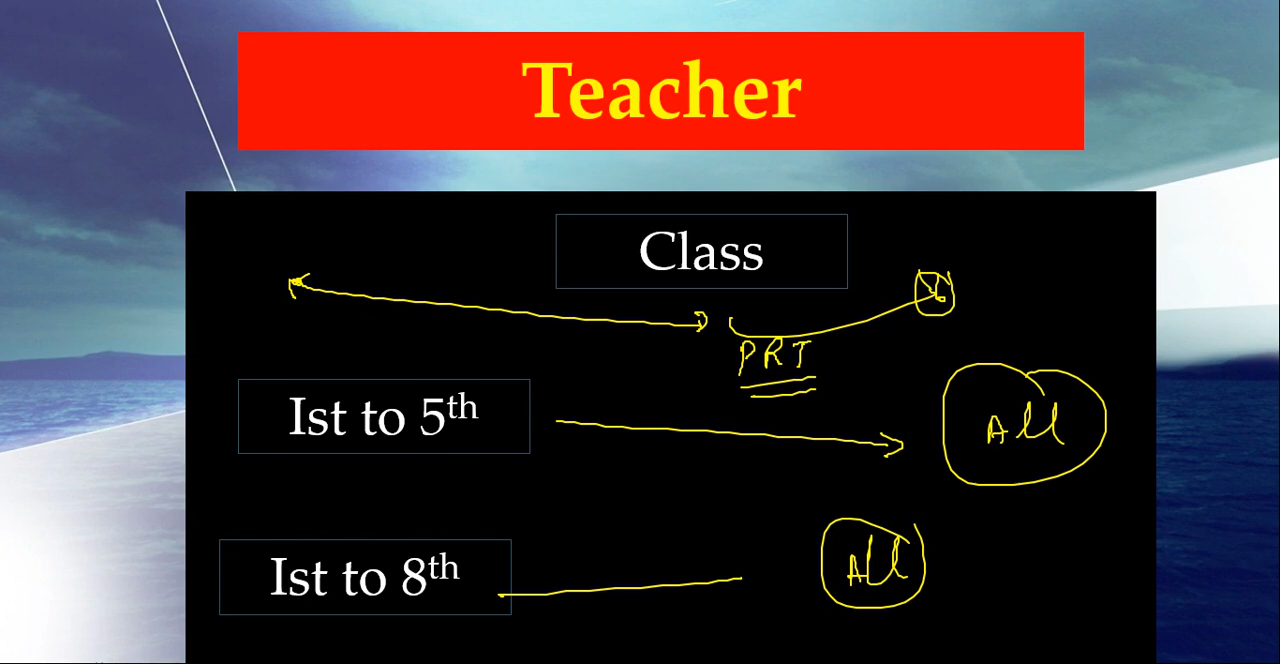 Teacher
Class
PRT
Ist to 5th
All
Ist to 8th
All